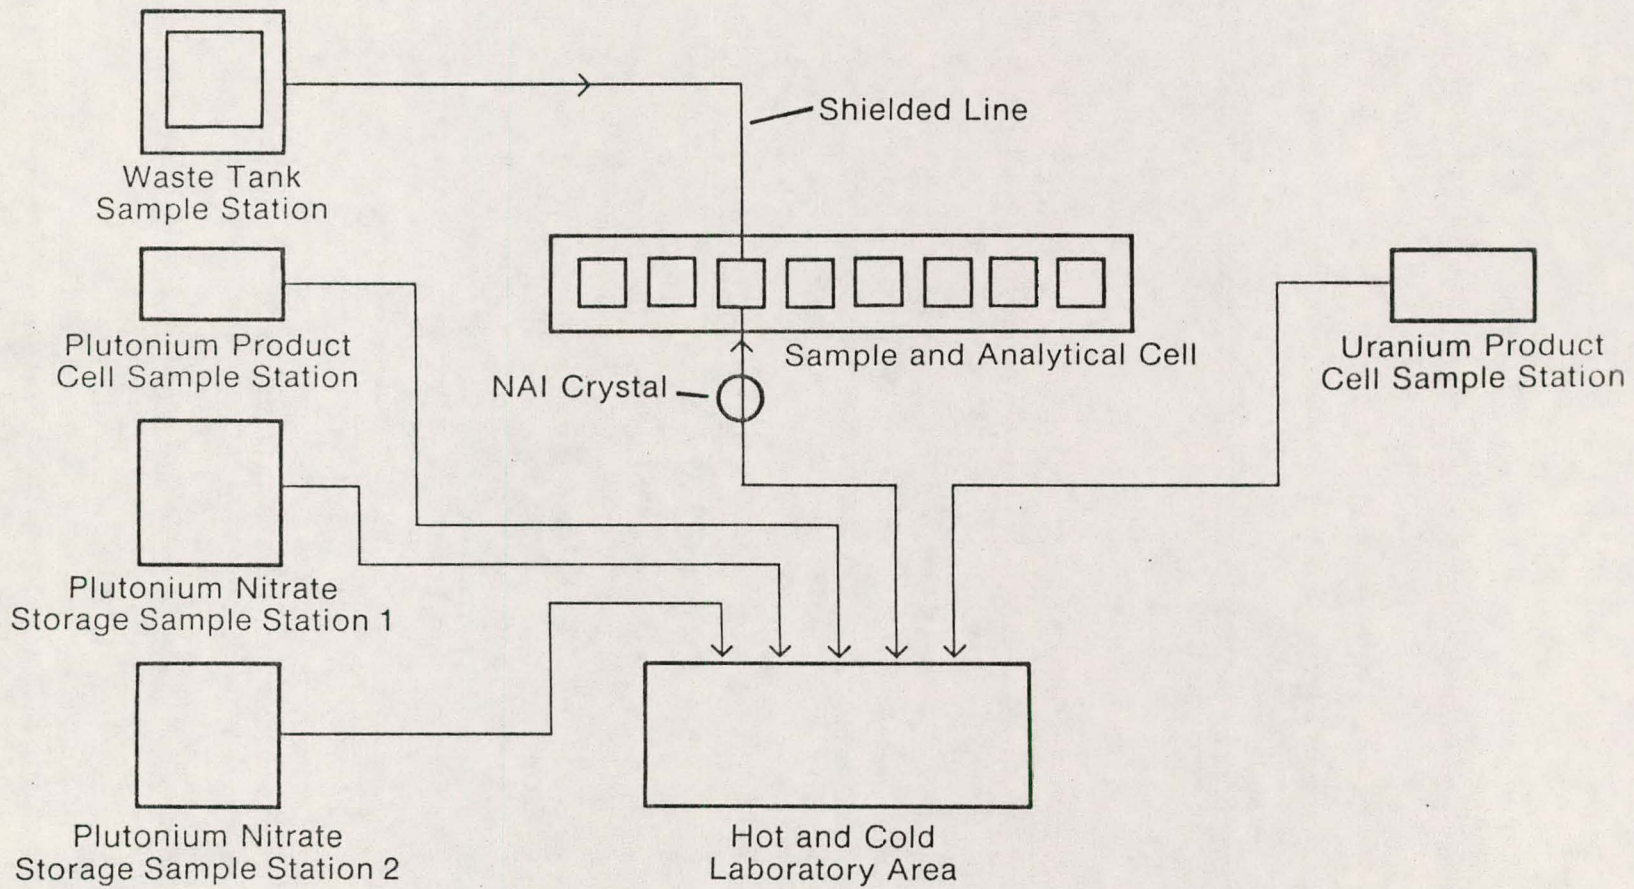 Shielded Line
Waste Tank
Sample Station
Plutonium Product
Cell Sample Station
Sample and Analytical Cell
Uranium Product
Cell Sample Station
NAI Crystal
Plutonium Nitrate
Storage Sample Station 1
Plutonium Nitrate
Storage Sample Station 2
Hot and Cold
Laboratory Area